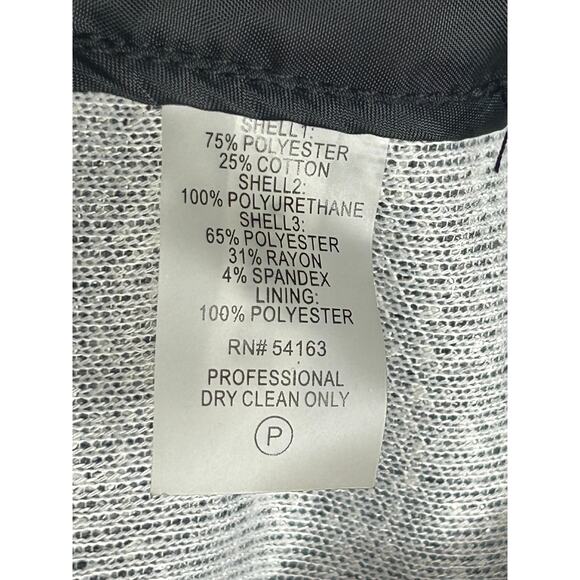 SHELL1:
75% POLYESTER
25% COTTON
SHELL2:
100% POLYURETHANE
SHELL3:
65% POLYESTER
31% RAYON
4% SPANDEX
LINING:
100% POLYESTER
RN# 54163
PROFESSIONAL
DRY CLEAN ONLY
P